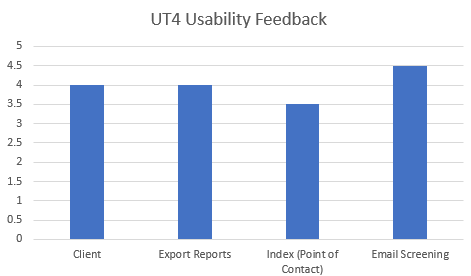 UT4 Usability Feedback
5
4.5
4
3.5
3
2.5
2
1.5
1
0.5
0
Client
Export Reports
Index (Point of
Contact)
Email Screening